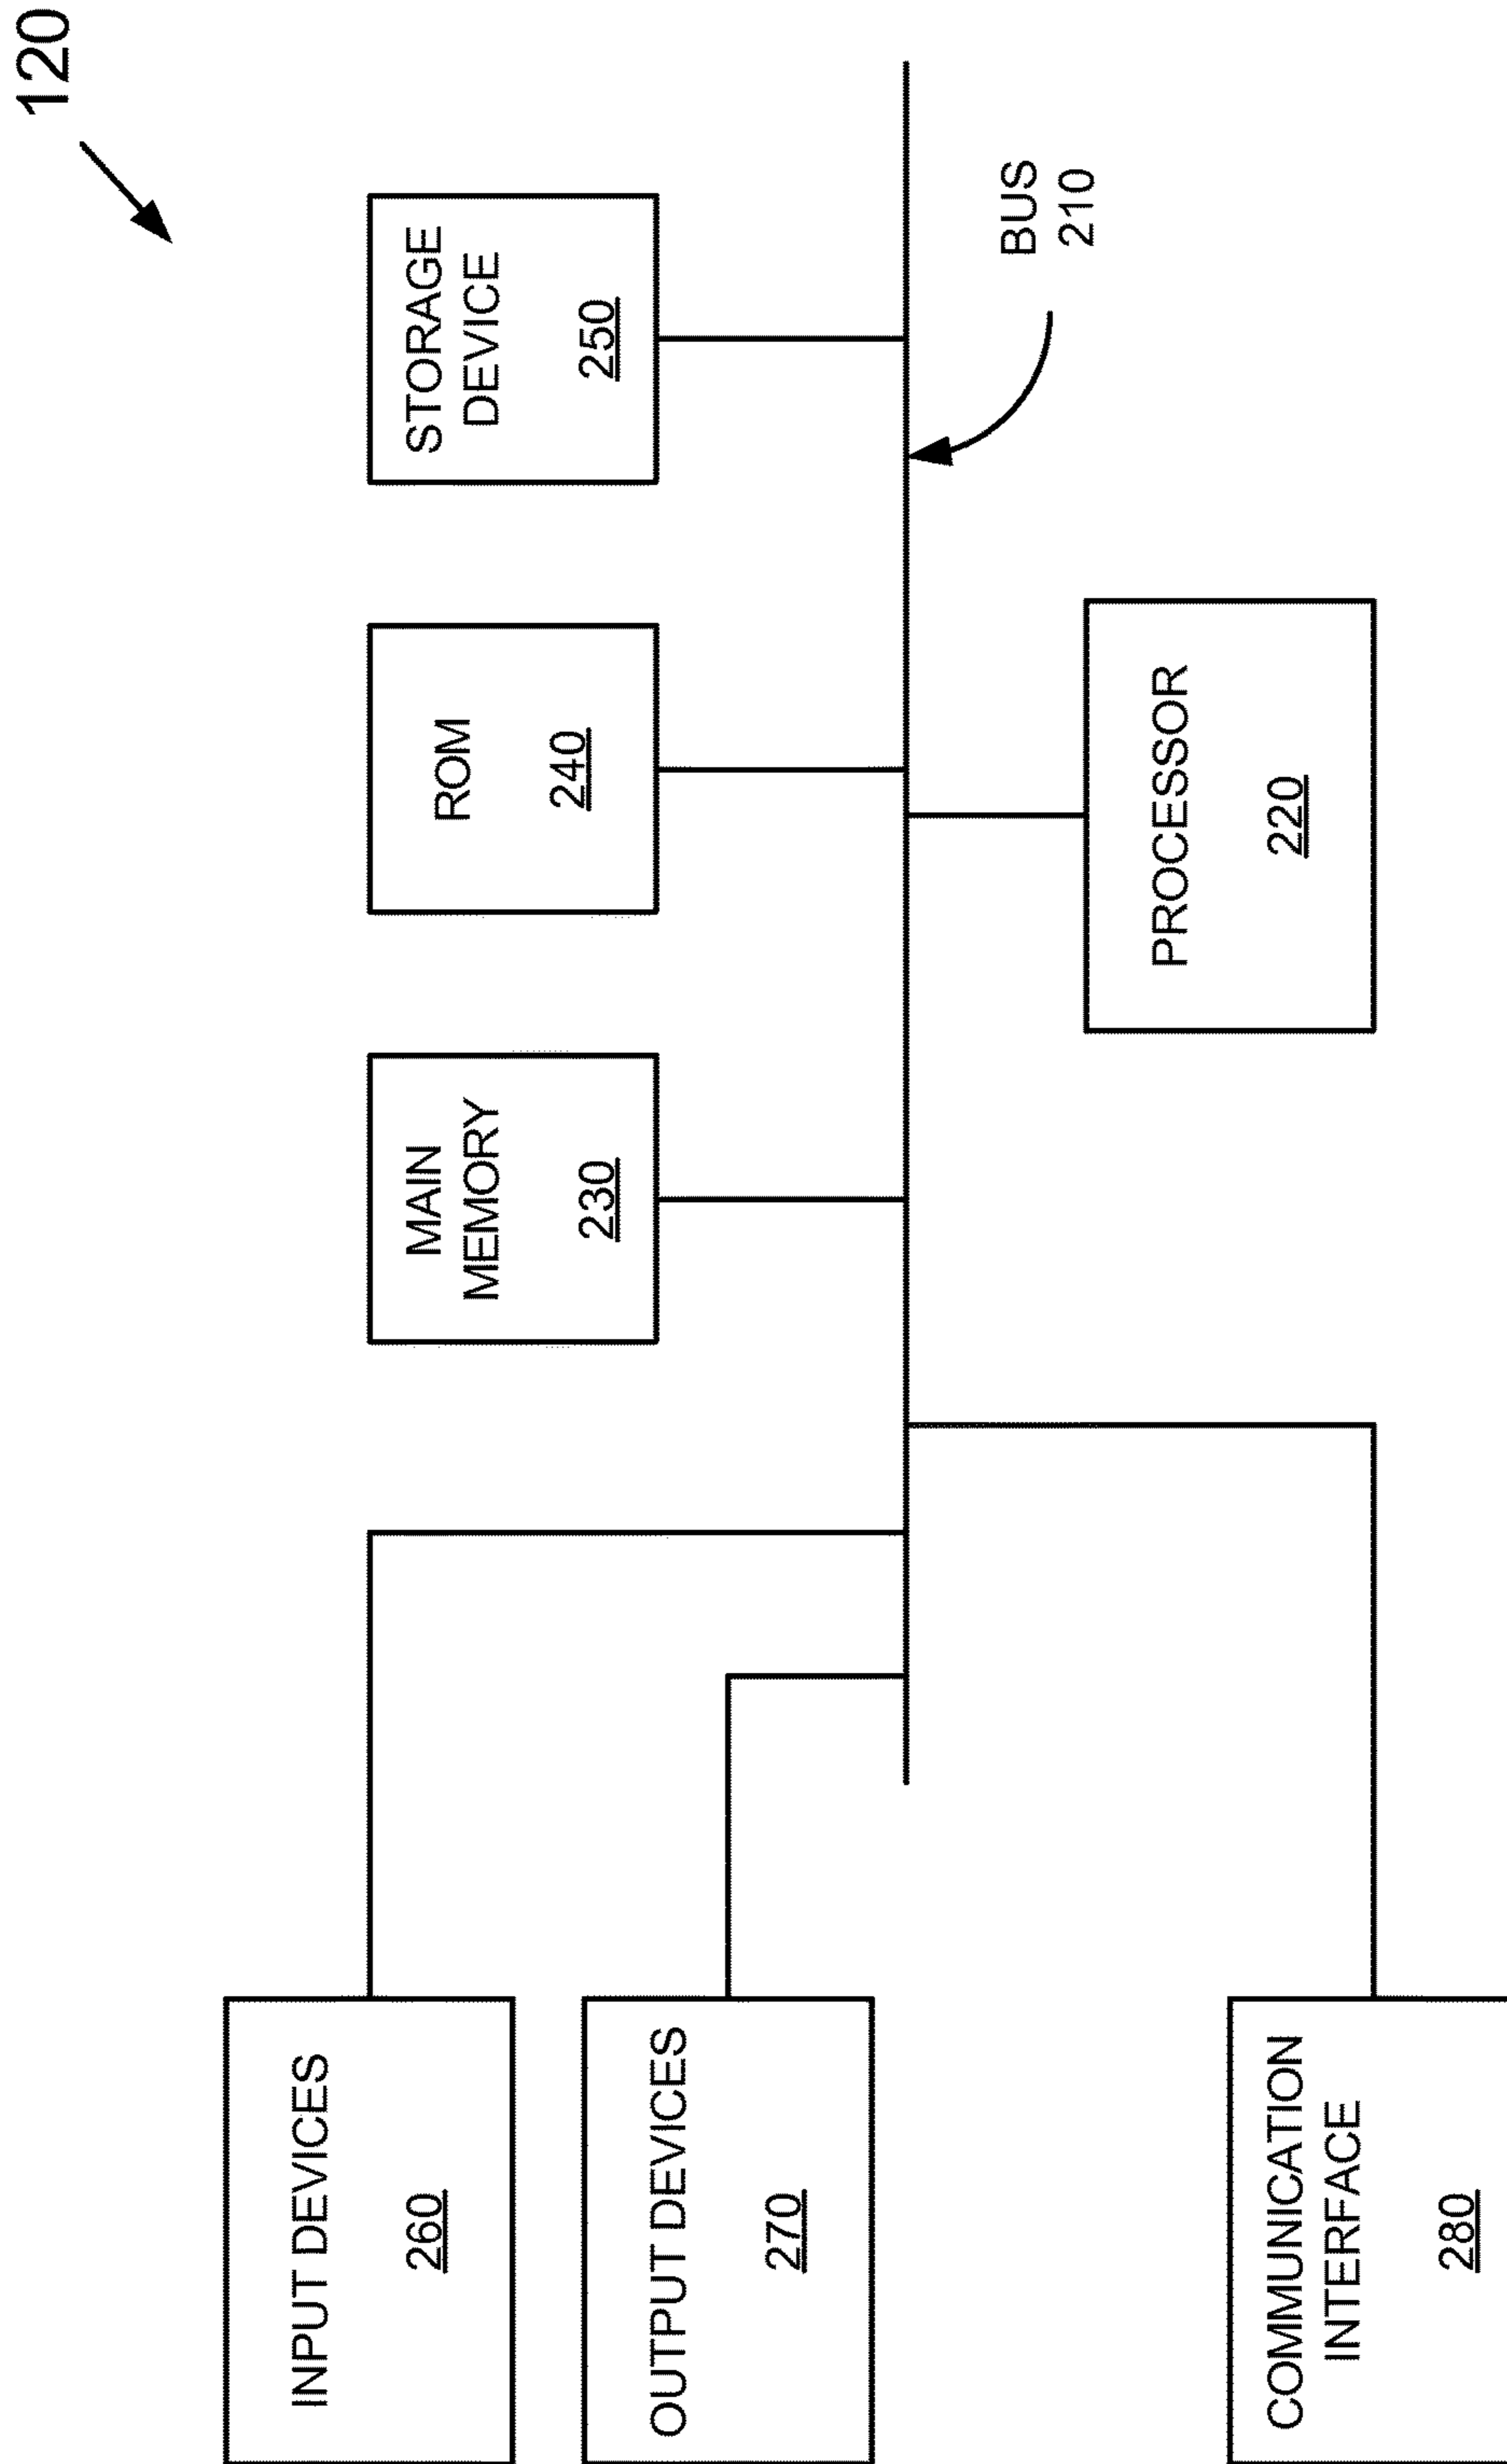 120
INPUT DEVICES
260
MAIN
MEMORY
230
ROM
240
STORAGE
DEVICE
250
OUTPUT DEVICES
270
BUS
210
PROCESSOR
220
COMMUNICATION
INTERFACE
280